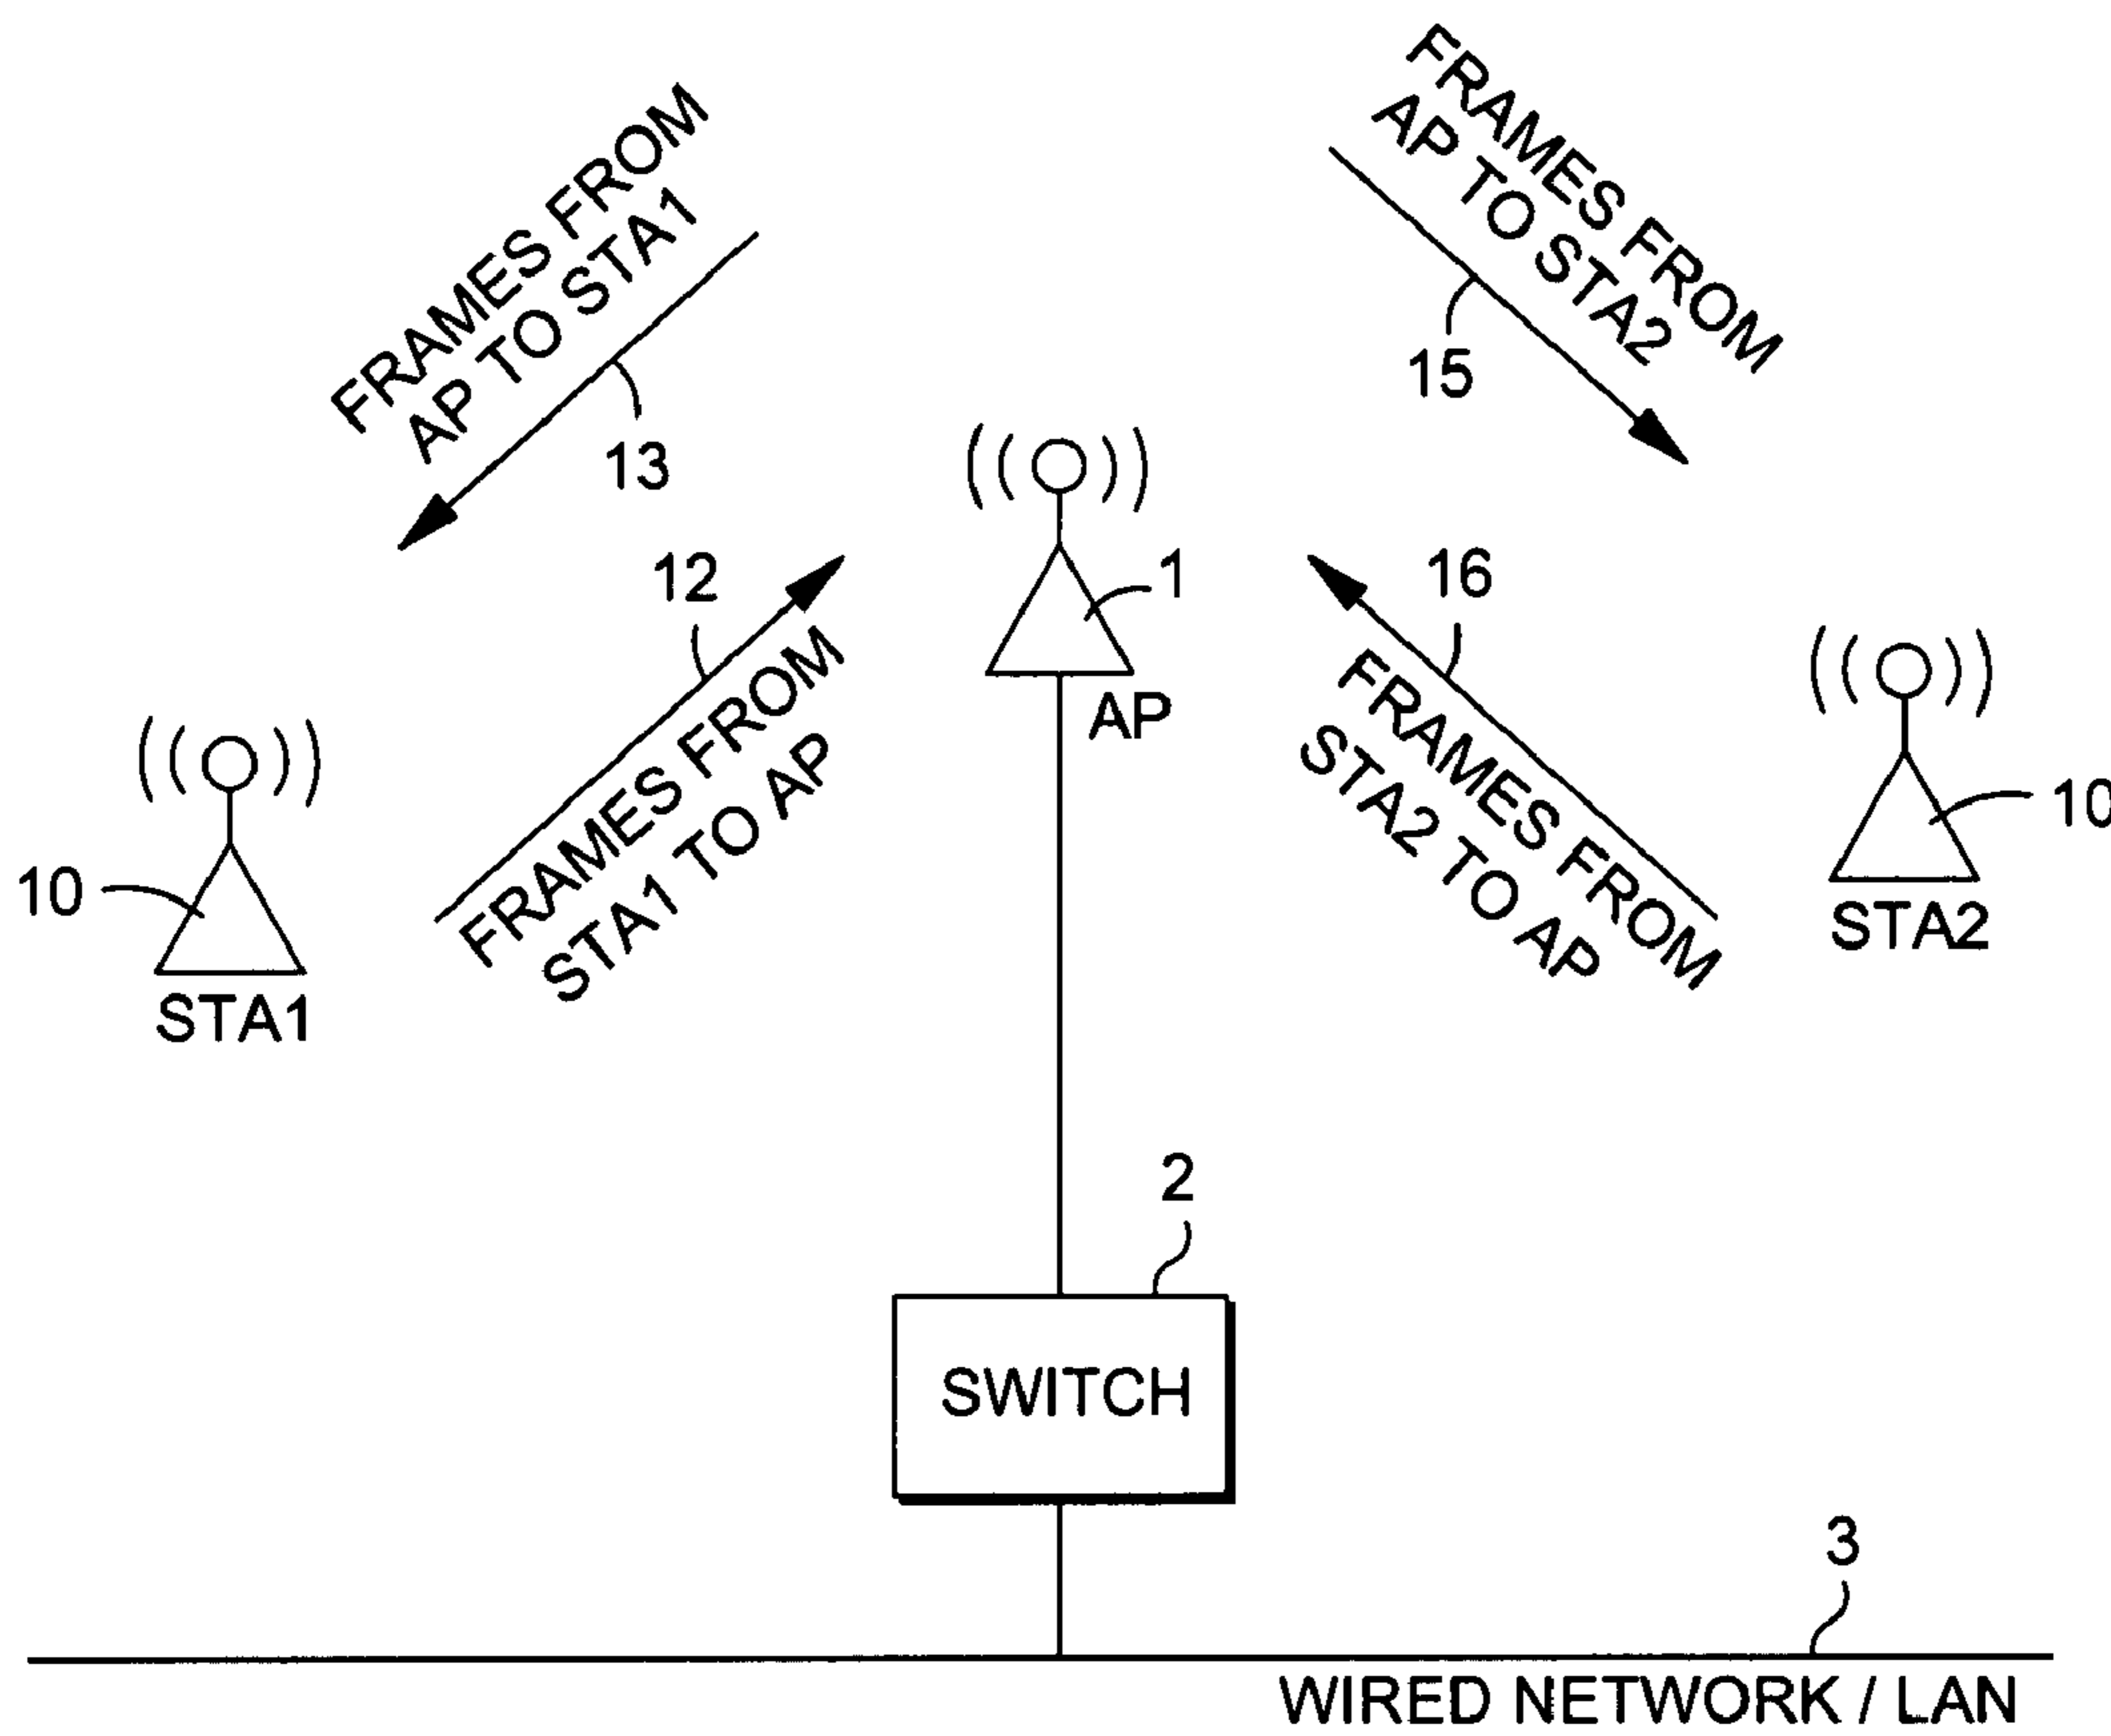 FRAMES FROM
AP TO STA1
13
FRAMES FROM
AP TO STA2
15
12
FRAMES FROM
STA1 TO AP
1
AP
16
FRAMES FROM
STA2 TO AP
10
STA1
10
STA2
2
SWITCH
3
WIRED NETWORK / LAN